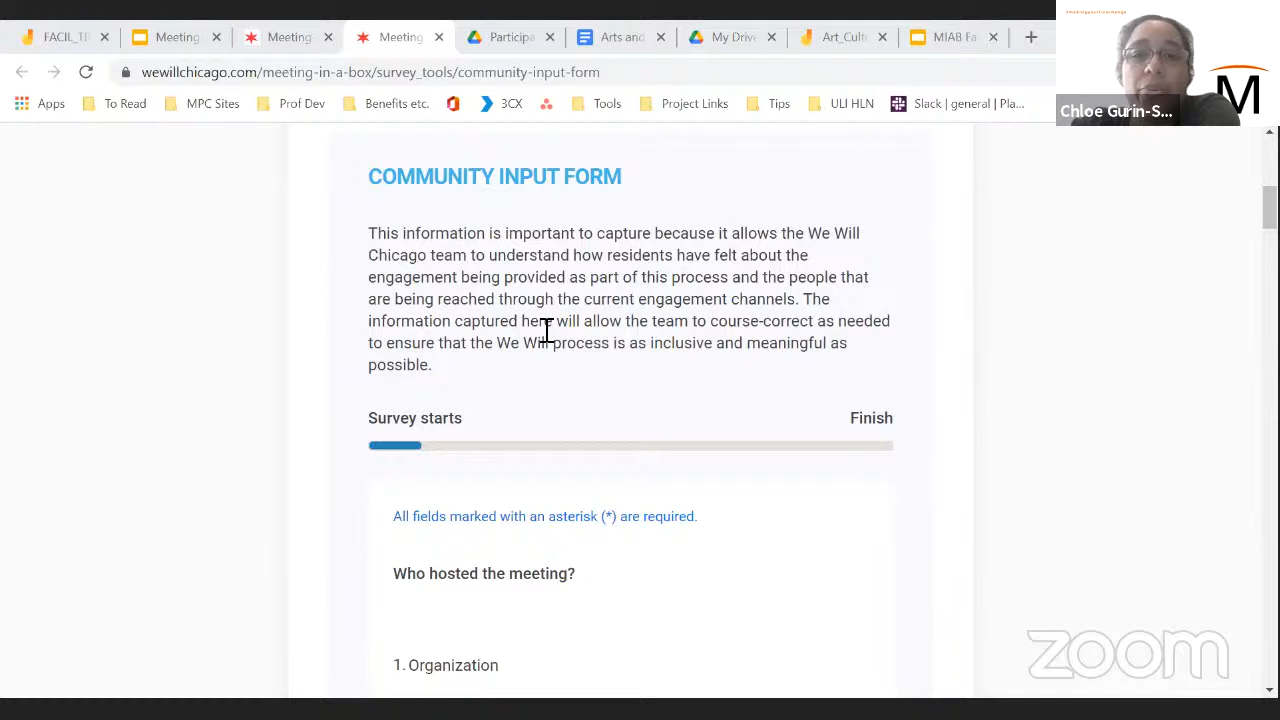 FACIL_TP
Meeting
Meeting
Meeting
Participa
Arts and
My Drive
Art_Cult
MIAB Fa
wewillchicago.com/meeting-in-a-box/survey_tools/community-input-form
Apps
To Read
MPC Sites
Prof Dev
Benefits etc.
3CX
Tools
Project Links
Tips
ULI HLN
Slack | general | Pla...
M
Chloe Gurin-S...
COMMUNITY INPUT FORM
This information is important to capture because it allows the We Will
Chicago team to understand how residents have felt about the
engagement being provided as part of this process and the people that
are being reached through the current engagement channels. The
information captured here will allow the team to course-correct as needed
to ensure that the We Will process is as inclusive and meaningful as
possible.
Survey starts
Finish
All fields marked with an asterisk (*) are required.
Who hosted the meeting?
1. Organization
zoom